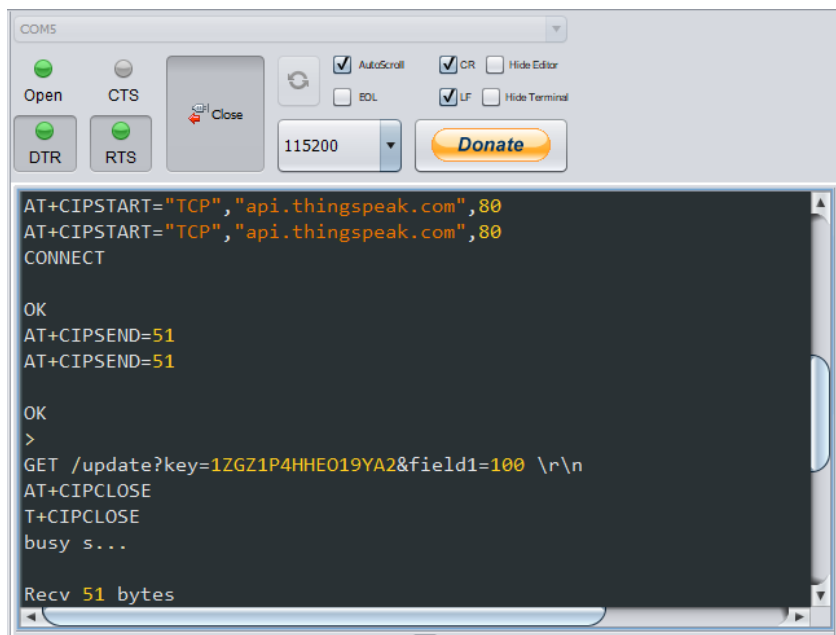 COM5
AutoScroll CR Hide Editor
Open CTS Close
EOL LF Hide Terminal
DTR RTS 115200 Donate
AT+CIPSTART="TCP","api.thingspeak.com",80
AT+CIPSTART="TCP","api.thingspeak.com",80
CONNECT
OK
AT+CIPSEND=51
AT+CIPSEND=51
OK
>
GET /update?key=1ZGZ1P4HHEO19YA2&field1=100 \r\n
AT+CIPCLOSE
T+CIPCLOSE
busy s...
Recv 51 bytes